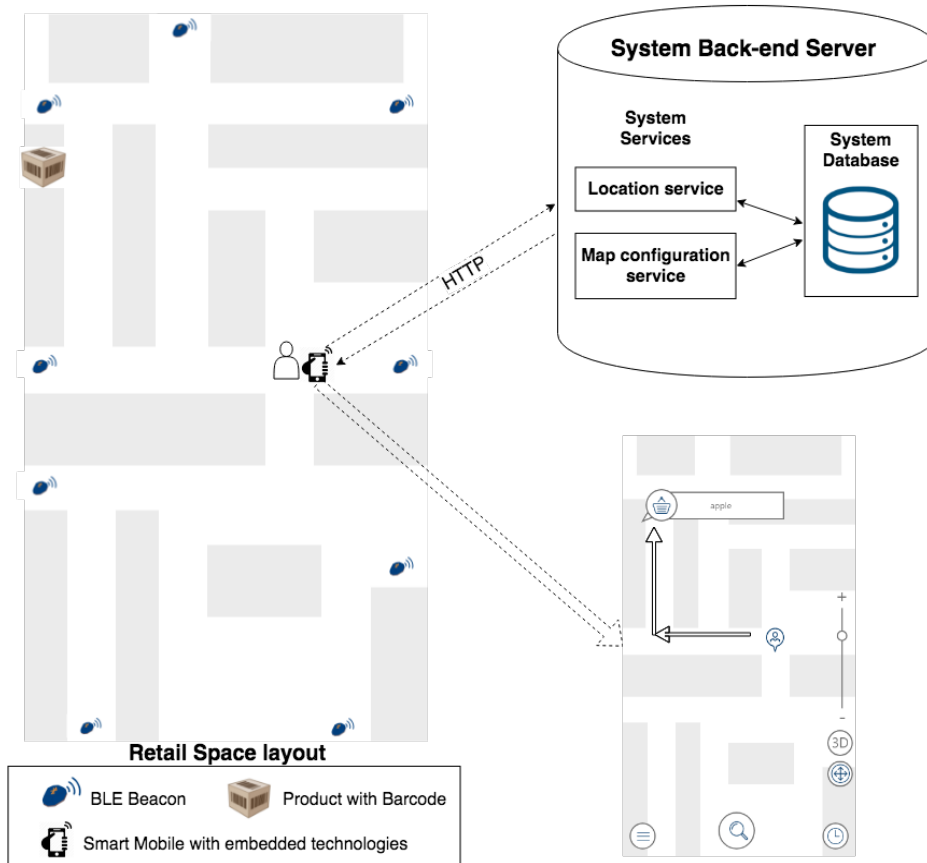 System Back-end Server
System
Services
System
Database
Location service
Map configuration
service
HTTP
apple
+
-
3D
Retail Space layout
BLE Beacon
Product with Barcode
Smart Mobile with embedded technologies